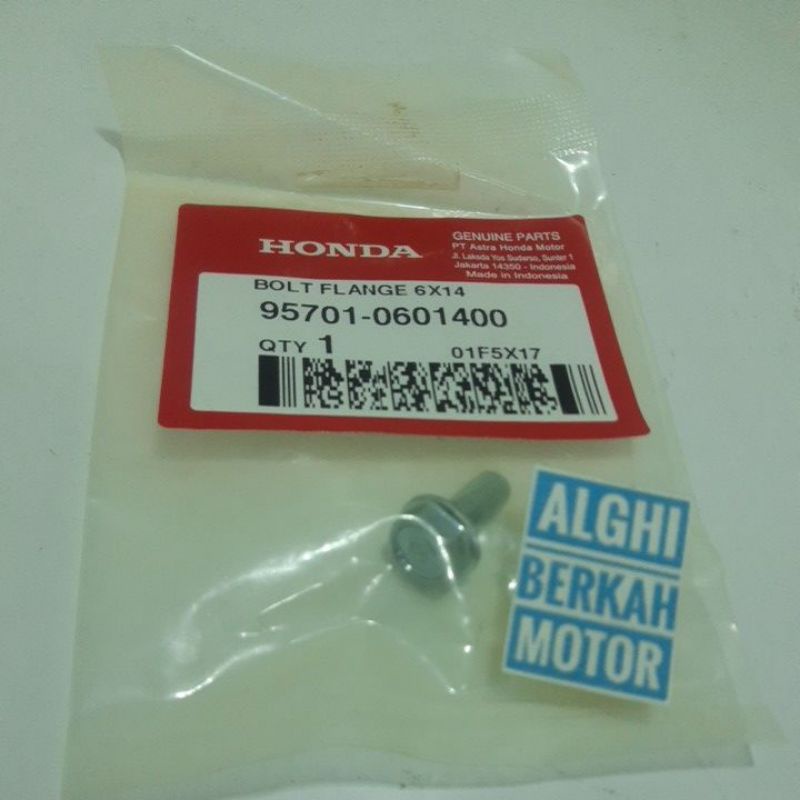 HONDA
GENUINE PARTS
PT Astra Honda Motor
Jl. Laksda Yos Sudarso, Sunter 1
Jakarta 14350 - Indonesia
Made in Indonesia
BOLT FLANGE 6X14
95701-0601400
QTY 1 01F5X17
ALGHI
BERKAH
MOTOR